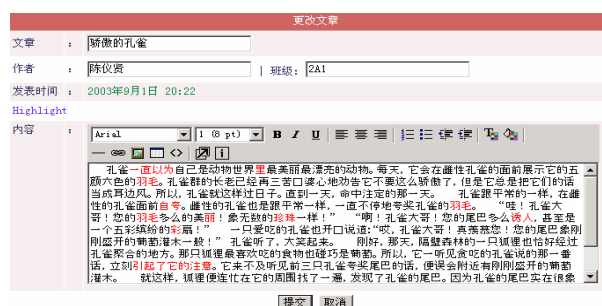 更改文章
文章 : 骄傲的孔雀
作者 : 陈仪贤 | 班级: 2A1
发表时间 : 2003年9月1日 20:22
Highlight
内容 :
Arial 1 (8 pt) B I U
孔雀一直以为自己是动物世界里最美丽最漂亮的动物。每天，它会在雌性孔雀的面前展示它的五
颜六色的羽毛。孔雀群的长老已经再三苦口婆心地劝告它不要这么骄傲了，但是它总是把它们的话
当成耳边风。所以，孔雀就这样过日子。直到一天，命中注定的那一天。 孔雀跟平常的一样，在雌
性的孔雀面前自夸。雌性的孔雀也是跟平常一样，一直不停地夸奖孔雀的羽毛。 “哇！孔雀大
哥！您的羽毛多么的美丽！象无数的珍珠一样！” “啊！孔雀大哥！您的尾巴多么诱人，甚至是
一个五彩缤纷的彩扇！” 一只爱吃的孔雀也开口说道:“哎，孔雀大哥！真羡慕您！您的尾巴象刚
刚盛开的葡萄灌木一般！” 孔雀听了，大笑起来。 刚好，那天，隔壁森林的一只狐狸也恰好经过
孔雀聚合的地方。那只狐狸最喜欢吃的食物也碰巧是葡萄。所以，它一听见贪吃的孔雀说的那一番
话，立刻引起了它的注意。它来不及听见前三只孔雀夸奖尾巴的话，便误会附近有刚刚盛开的葡萄
灌木。 就这样，狐狸便连忙在它的周围找了一遍，发现了孔雀的尾巴。因为孔雀的尾巴实在很象
提交 取消